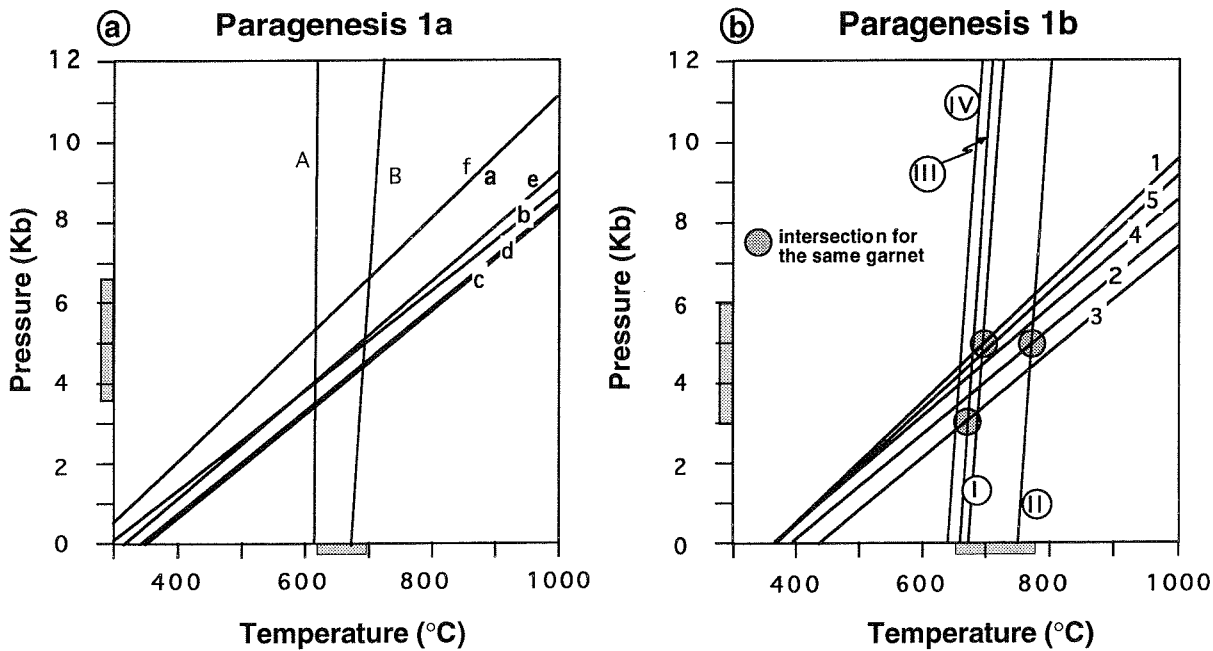 a Paragenesis 1a
12
10
8
6
4
2
0
Pressure (Kb)
A
B
f
a
e
b
d
c
400 600 800 1000
Temperature (°C)
b Paragenesis 1b
12
10
8
6
4
2
0
Pressure (Kb)
IV
III
intersection for
the same garnet
1
5
4
2
3
I
II
400 600 800 1000
Temperature (°C)